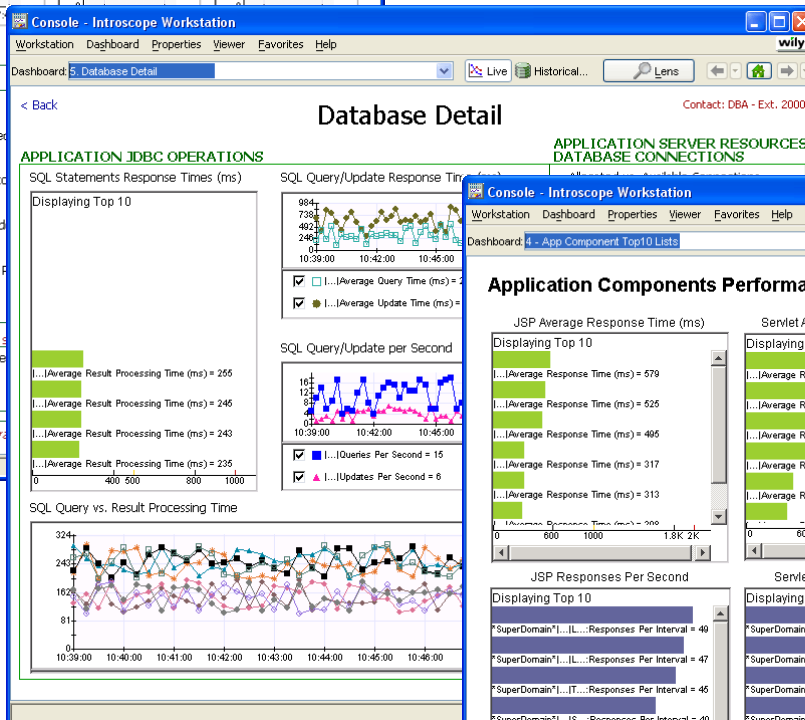 Console - Introscope Workstation
Workstation Dashboard Properties Viewer Favorites Help
wily
Dashboard: 5. Database Detail
Live
Historical...
Lens
< Back
Database Detail
Contact: DBA - Ext. 2000
APPLICATION JDBC OPERATIONS
APPLICATION SERVER RESOURCES
DATABASE CONNECTIONS
SQL Statements Response Times (ms)
Displaying Top 10
|...|Average Result Processing Time (ms) = 255
|...|Average Result Processing Time (ms) = 245
|...|Average Result Processing Time (ms) = 243
|...|Average Result Processing Time (ms) = 235
0 400 500 800 1000
SQL Query/Update Response
984
738
492
246
0
10:39:00 10:42:00 10:45:00
|...|Average Query Time (ms) =
|...|Average Update Time (ms) =
SQL Query/Update per Second
16
12
8
4
0
10:39:00 10:42:00 10:45:00
|...|Queries Per Second = 15
|...|Updates Per Second = 6
SQL Query vs. Result Processing Time
324
243
162
81
0
10:39:00 10:40:00 10:41:00 10:42:00 10:43:00 10:44:00 10:45:00 10:46:00
Console - Introscope Workstation
Workstation Dashboard Properties Viewer Favorites Help
Dashboard: 4 - App Component Top10 Lists
Application Components Performa
JSP Average Response Time (ms)
Displaying Top 10
|...|Average Response Time (ms) = 579
|...|Average Response Time (ms) = 525
|...|Average Response Time (ms) = 495
|...|Average Response Time (ms) = 317
|...|Average Response Time (ms) = 313
0 600 1000 1.8K 2K
Servlet A
Displaying
|...|Average R
|...|Average R
|...|Average R
|...|Average R
|...|Average R
0 60
JSP Responses Per Second
Displaying Top 10
*SuperDomain*|...|L...:Responses Per Interval = 49
*SuperDomain*|...|T...:Responses Per Interval = 47
*SuperDomain*|...|T...:Responses Per Interval = 45
Servle
Displaying
*SuperDomain
*SuperDomain
*SuperDomain